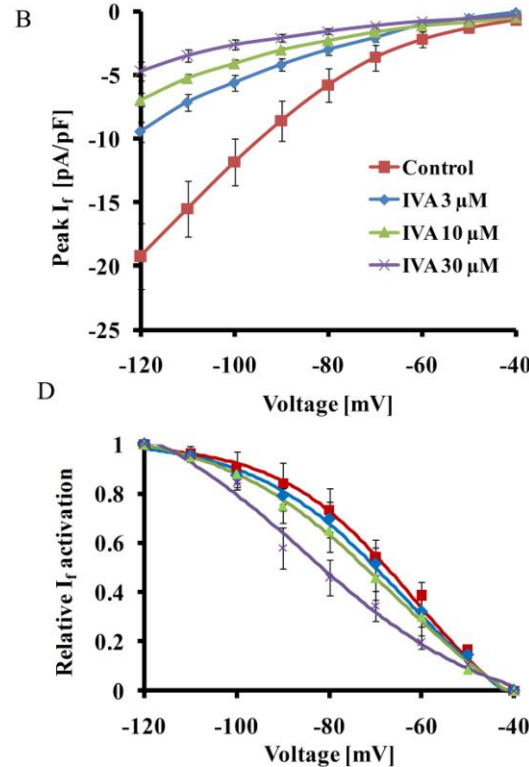 B
0
-5
-10
-15
-20
-25
Peak If [pA/pF]
Control
IVA 3 µM
IVA 10 µM
IVA 30 µM
-120 -100 -80 -60 -40
Voltage [mV]
D
1
0.8
0.6
0.4
0.2
0
Relative If activation
-120 -100 -80 -60 -40
Voltage [mV]